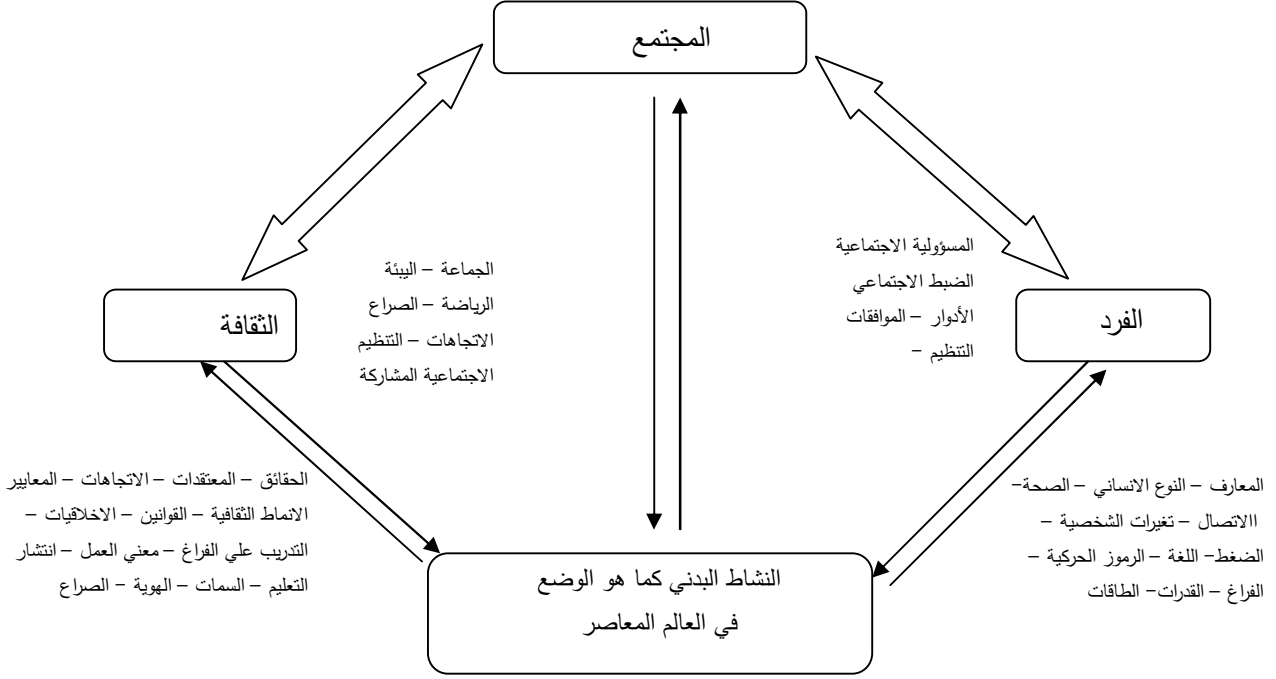 المجتمع
المسؤولية الاجتماعية
الضبط الاجتماعي
الأدوار – الموافقات
التنظيم –
الجماعة – البيئة
الرياضة – الصراع
الاتجاهات – التنظيم
الاجتماعية المشاركة
الفرد
الثقافة
المعارف – النوع الانساني – الصحة–
االاتصال – تغيرات الشخصية –
الضغط– اللغة – الرموز الحركية –
الفراغ – القدرات– الطاقات
الحقائق – المعتقدات – الاتجاهات – المعايير
الانماط الثقافية – القوانين – الاخلاقيات –
التدريب علي الفراغ – معني العمل – انتشار
التعليم – السمات – الهوية – الصراع
النشاط البدني كما هو الوضع
في العالم المعاصر